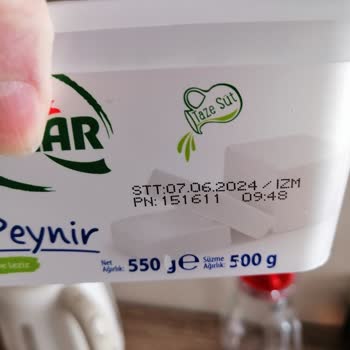 Taze Süt
AR
STT:07.06.2024 / IZM
PN: 151611 09:48
Peynir
Net Ağırlık: 550 g e Süzme Ağırlık: 500 g